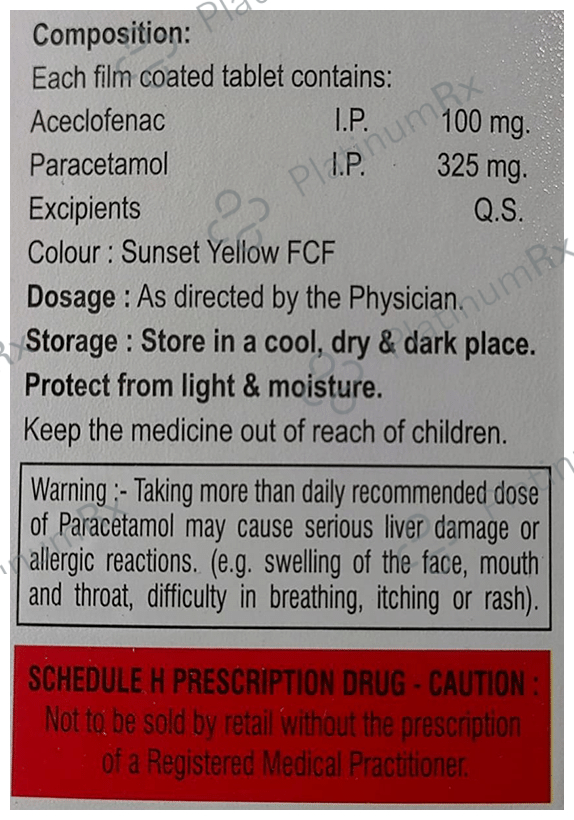 Composition:
Each film coated tablet contains:
Aceclofenac I.P. 100 mg.
Paracetamol I.P. 325 mg.
Excipients Q.S.
Colour : Sunset Yellow FCF
Dosage : As directed by the Physician.
Storage : Store in a cool, dry & dark place.
Protect from light & moisture.
Keep the medicine out of reach of children.
Warning :- Taking more than daily recommended dose
of Paracetamol may cause serious liver damage or
allergic reactions. (e.g. swelling of the face, mouth
and throat, difficulty in breathing, itching or rash).
SCHEDULE H PRESCRIPTION DRUG - CAUTION :
Not to be sold by retail without the prescription
of a Registered Medical Practitioner.
PlatinumRx
PlatinumRx